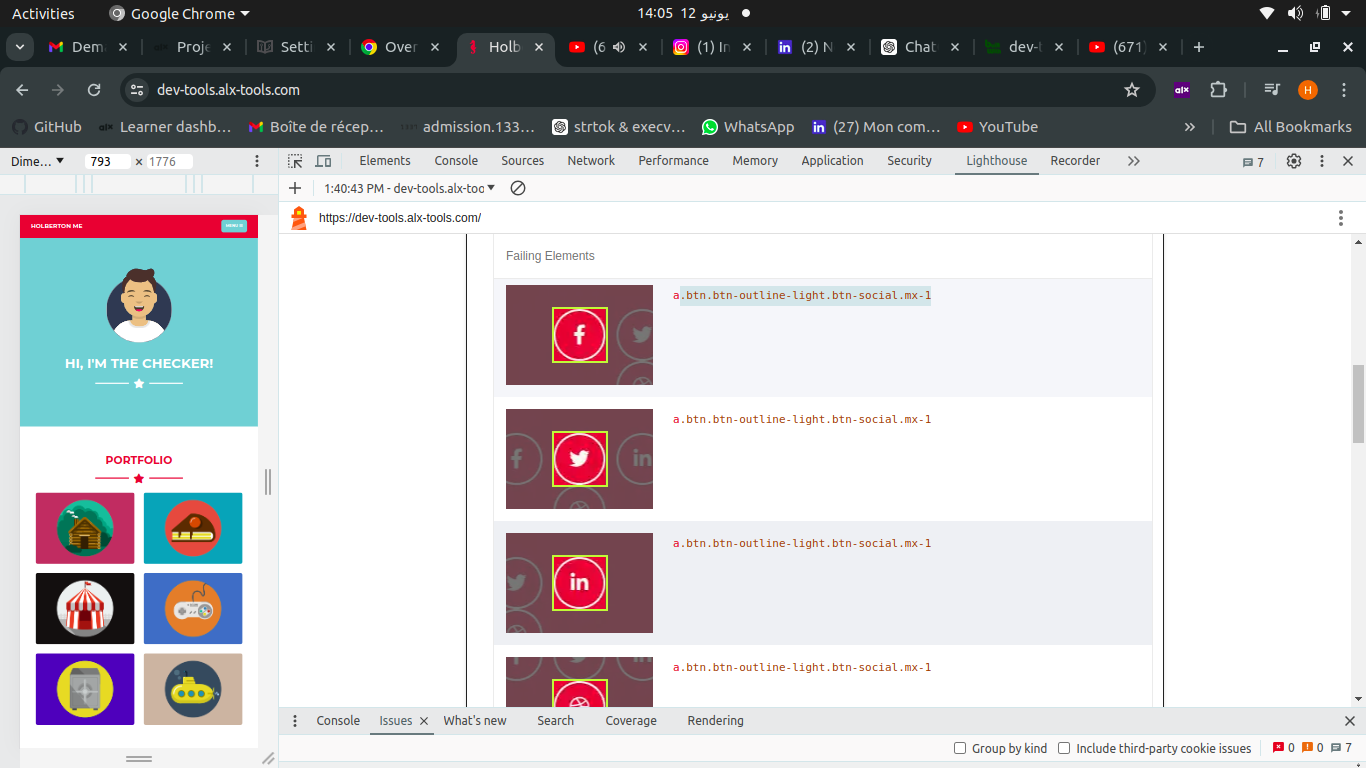 Activities Google Chrome 14:05 12 يونيو
Dema Proje Setti Over Holb (6 (1) In (2) N Chat dev-t (671)
dev-tools.alx-tools.com alx H
GitHub Learner dashb... Boîte de récep... admission.133... strtok & execv... WhatsApp (27) Mon com... YouTube » All Bookmarks
Dime... 793 × 1776 Elements Console Sources Network Performance Memory Application Security Lighthouse Recorder 7
1:40:43 PM - dev-tools.alx-too
https://dev-tools.alx-tools.com/
HOLBERTON ME
HI, I'M THE CHECKER!
PORTFOLIO
Failing Elements
a.btn.btn-outline-light.btn-social.mx-1
a.btn.btn-outline-light.btn-social.mx-1
a.btn.btn-outline-light.btn-social.mx-1
a.btn.btn-outline-light.btn-social.mx-1
Console Issues What's new Search Coverage Rendering
Group by kind Include third-party cookie issues 0 0 7